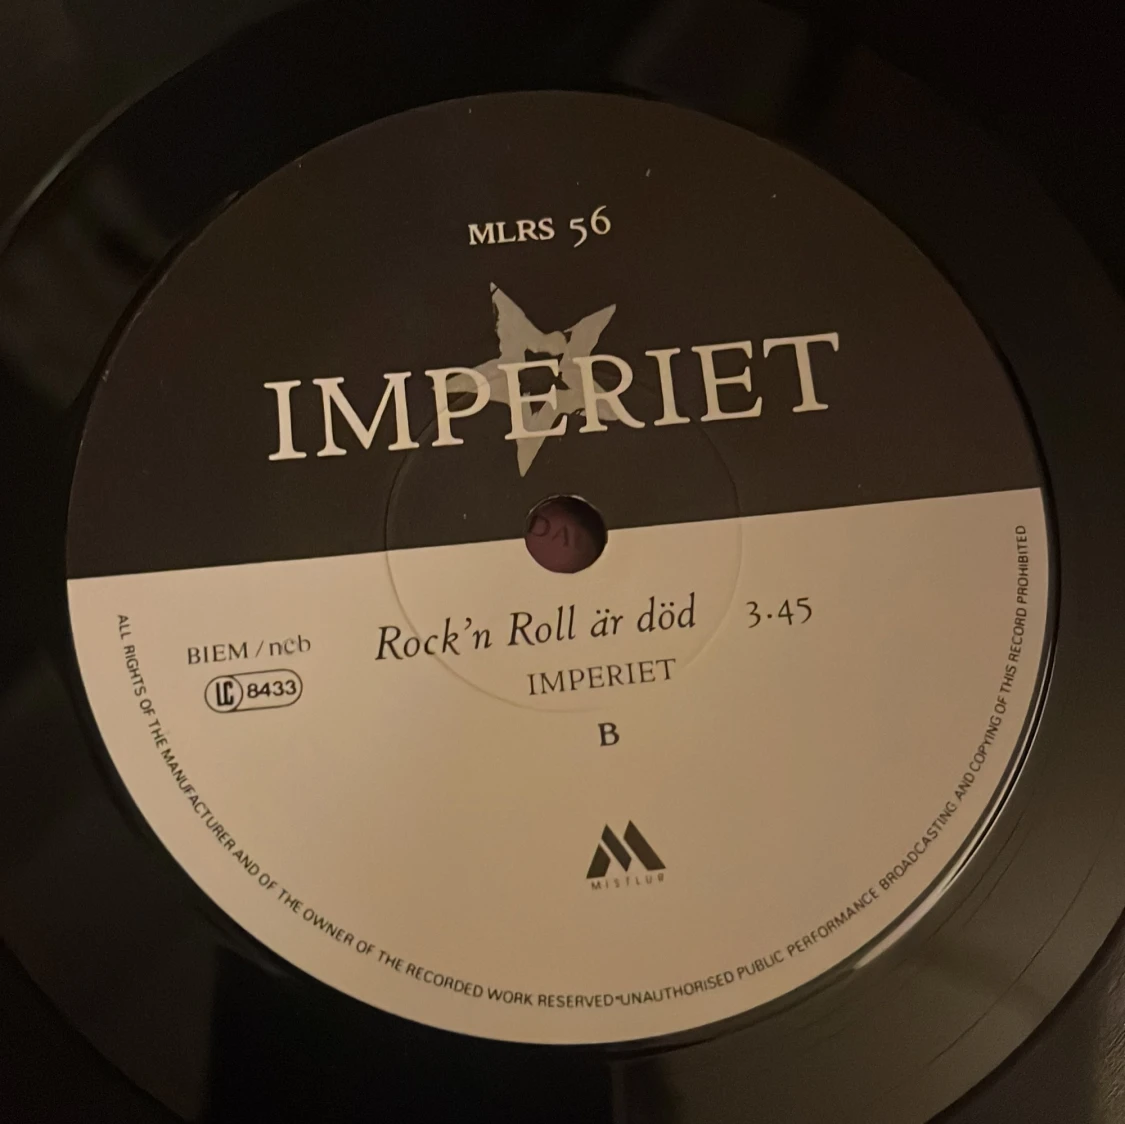 MLRS 56
IMPERIET
Rock'n Roll är död 3·45
BIEM / ncb
LC 8433
IMPERIET
B
MISTLUR
ALL RIGHTS OF THE MANUFACTURER AND OF THE OWNER OF THE RECORDED WORK RESERVED·UNAUTHORISED PUBLIC PERFORMANCE BROADCASTING AND COPYING OF THIS RECORD PROHIBITED